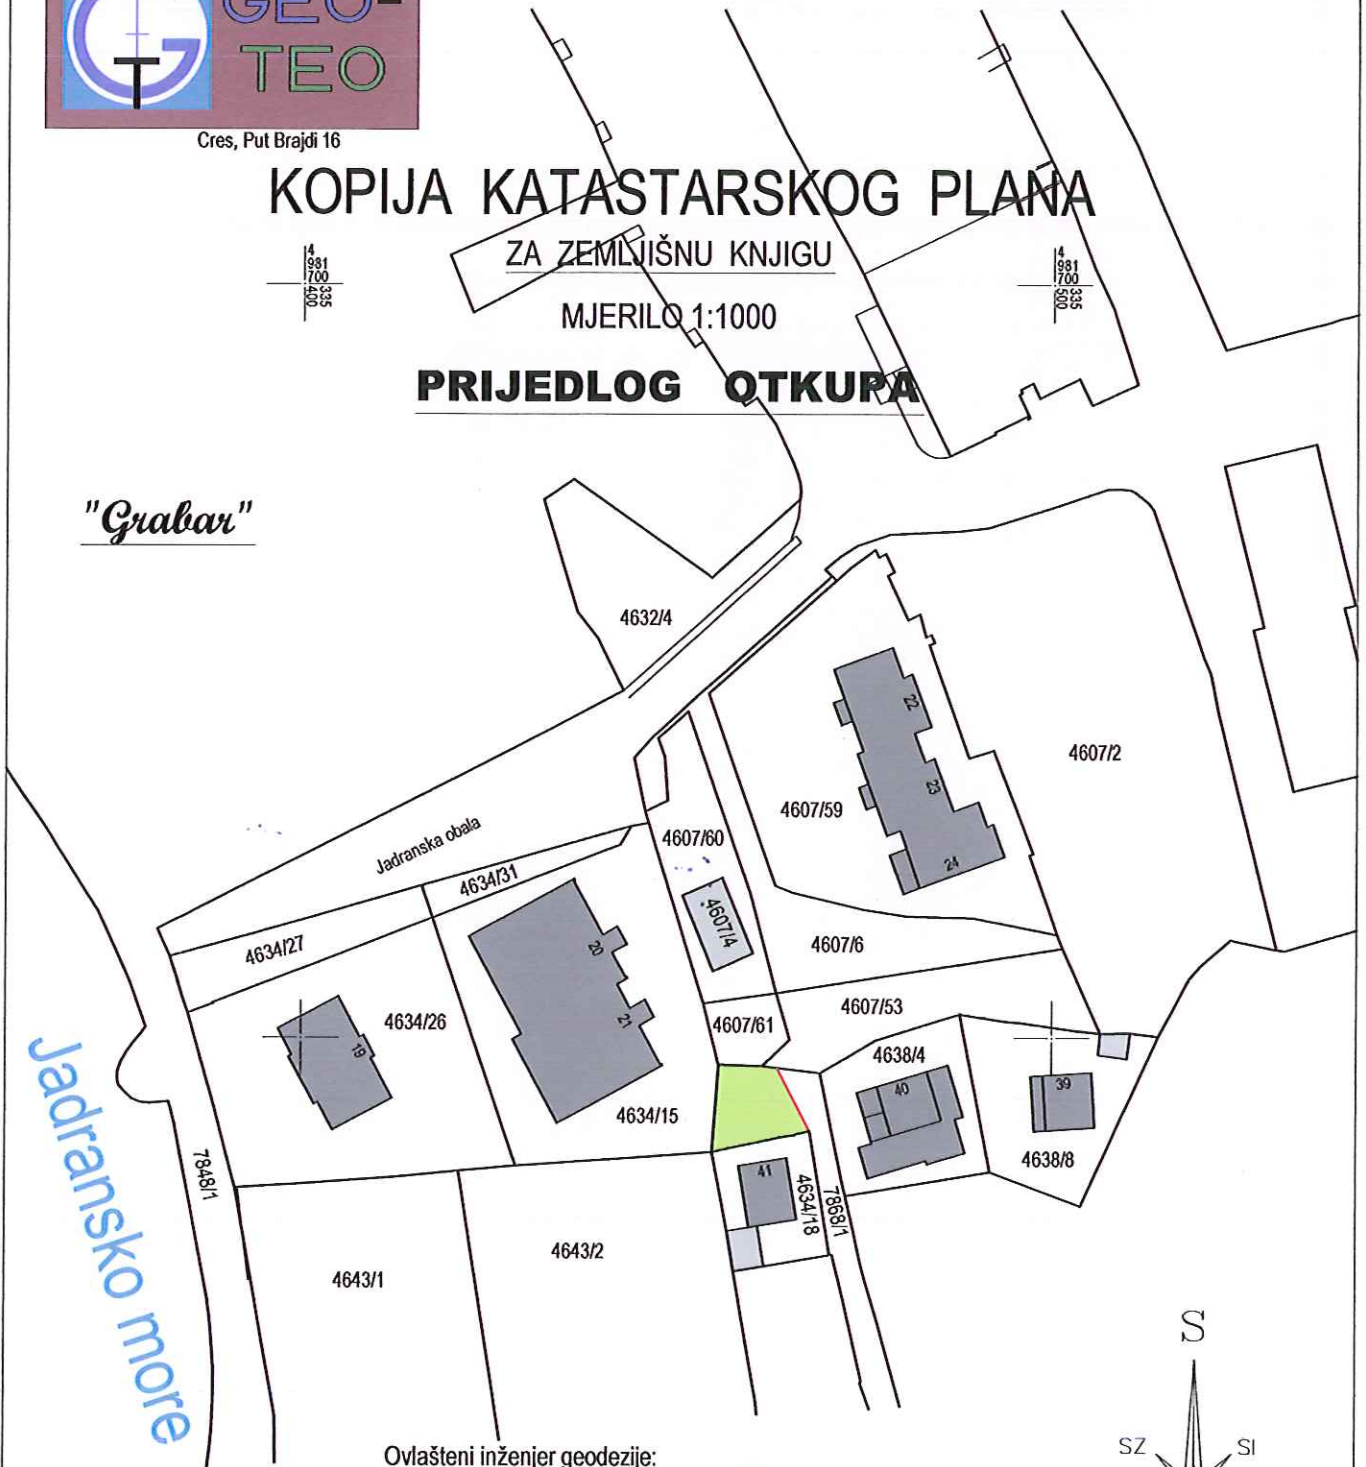 GEO-
TEO
G
T
Cres, Put Brajdi 16
KOPIJA KATASTARSKOG PLANA
ZA ZEMLJIŠNU KNJIGU
MJERILO 1:1000
PRIJEDLOG OTKUPA
4
981
700
335
400
4
981
700
335
500
"Grabar"
4632/4
22
4607/2
23
4607/59
24
Jadranska obala
4607/60
4634/31
4607/4
4634/27
20
4607/6
4634/26
21
4607/61
4607/53
19
4638/4
40
39
4634/15
4638/8
41
4634/18
7868/1
7848/1
4643/2
4643/1
Jadransko more
S
SZ
SI
Ovlašteni inženjer geodezije: